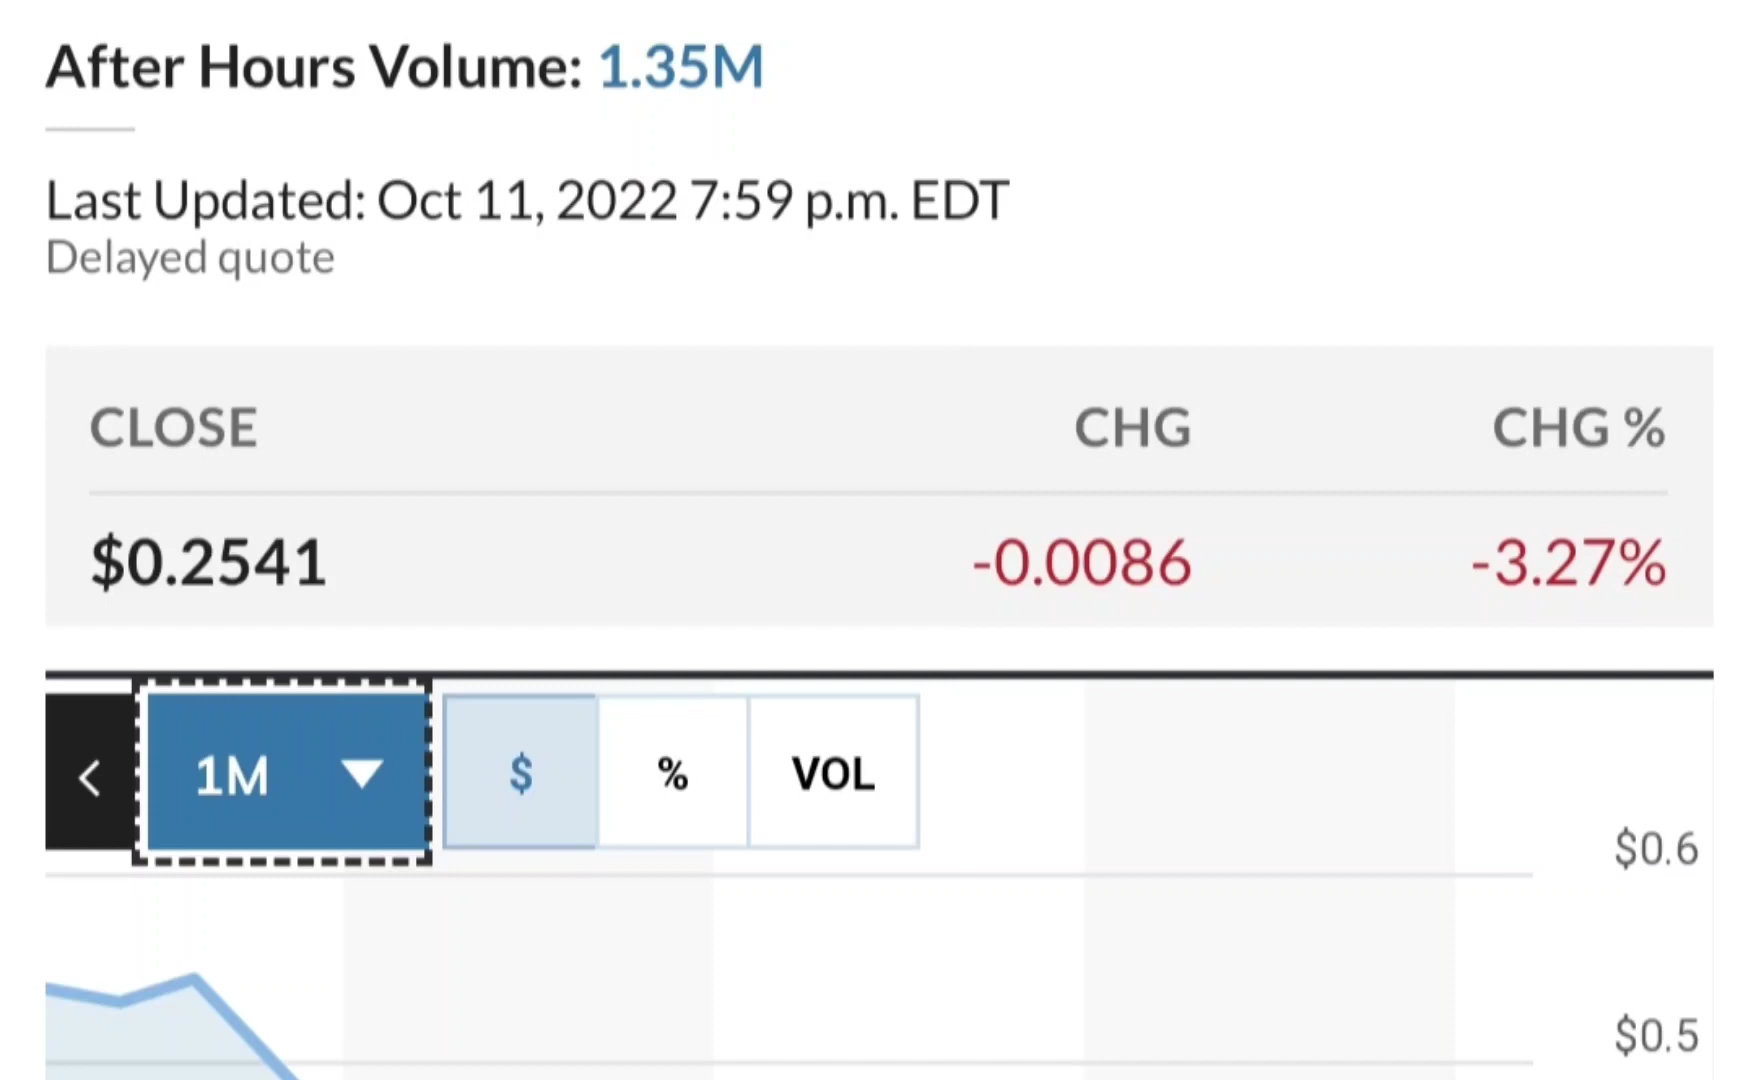 After Hours Volume: 1.35M
Last Updated: Oct 11, 2022 7:59 p.m. EDT
Delayed quote
CLOSE CHG CHG %
$0.2541 -0.0086 -3.27%
1M $ % VOL
$0.6
$0.5